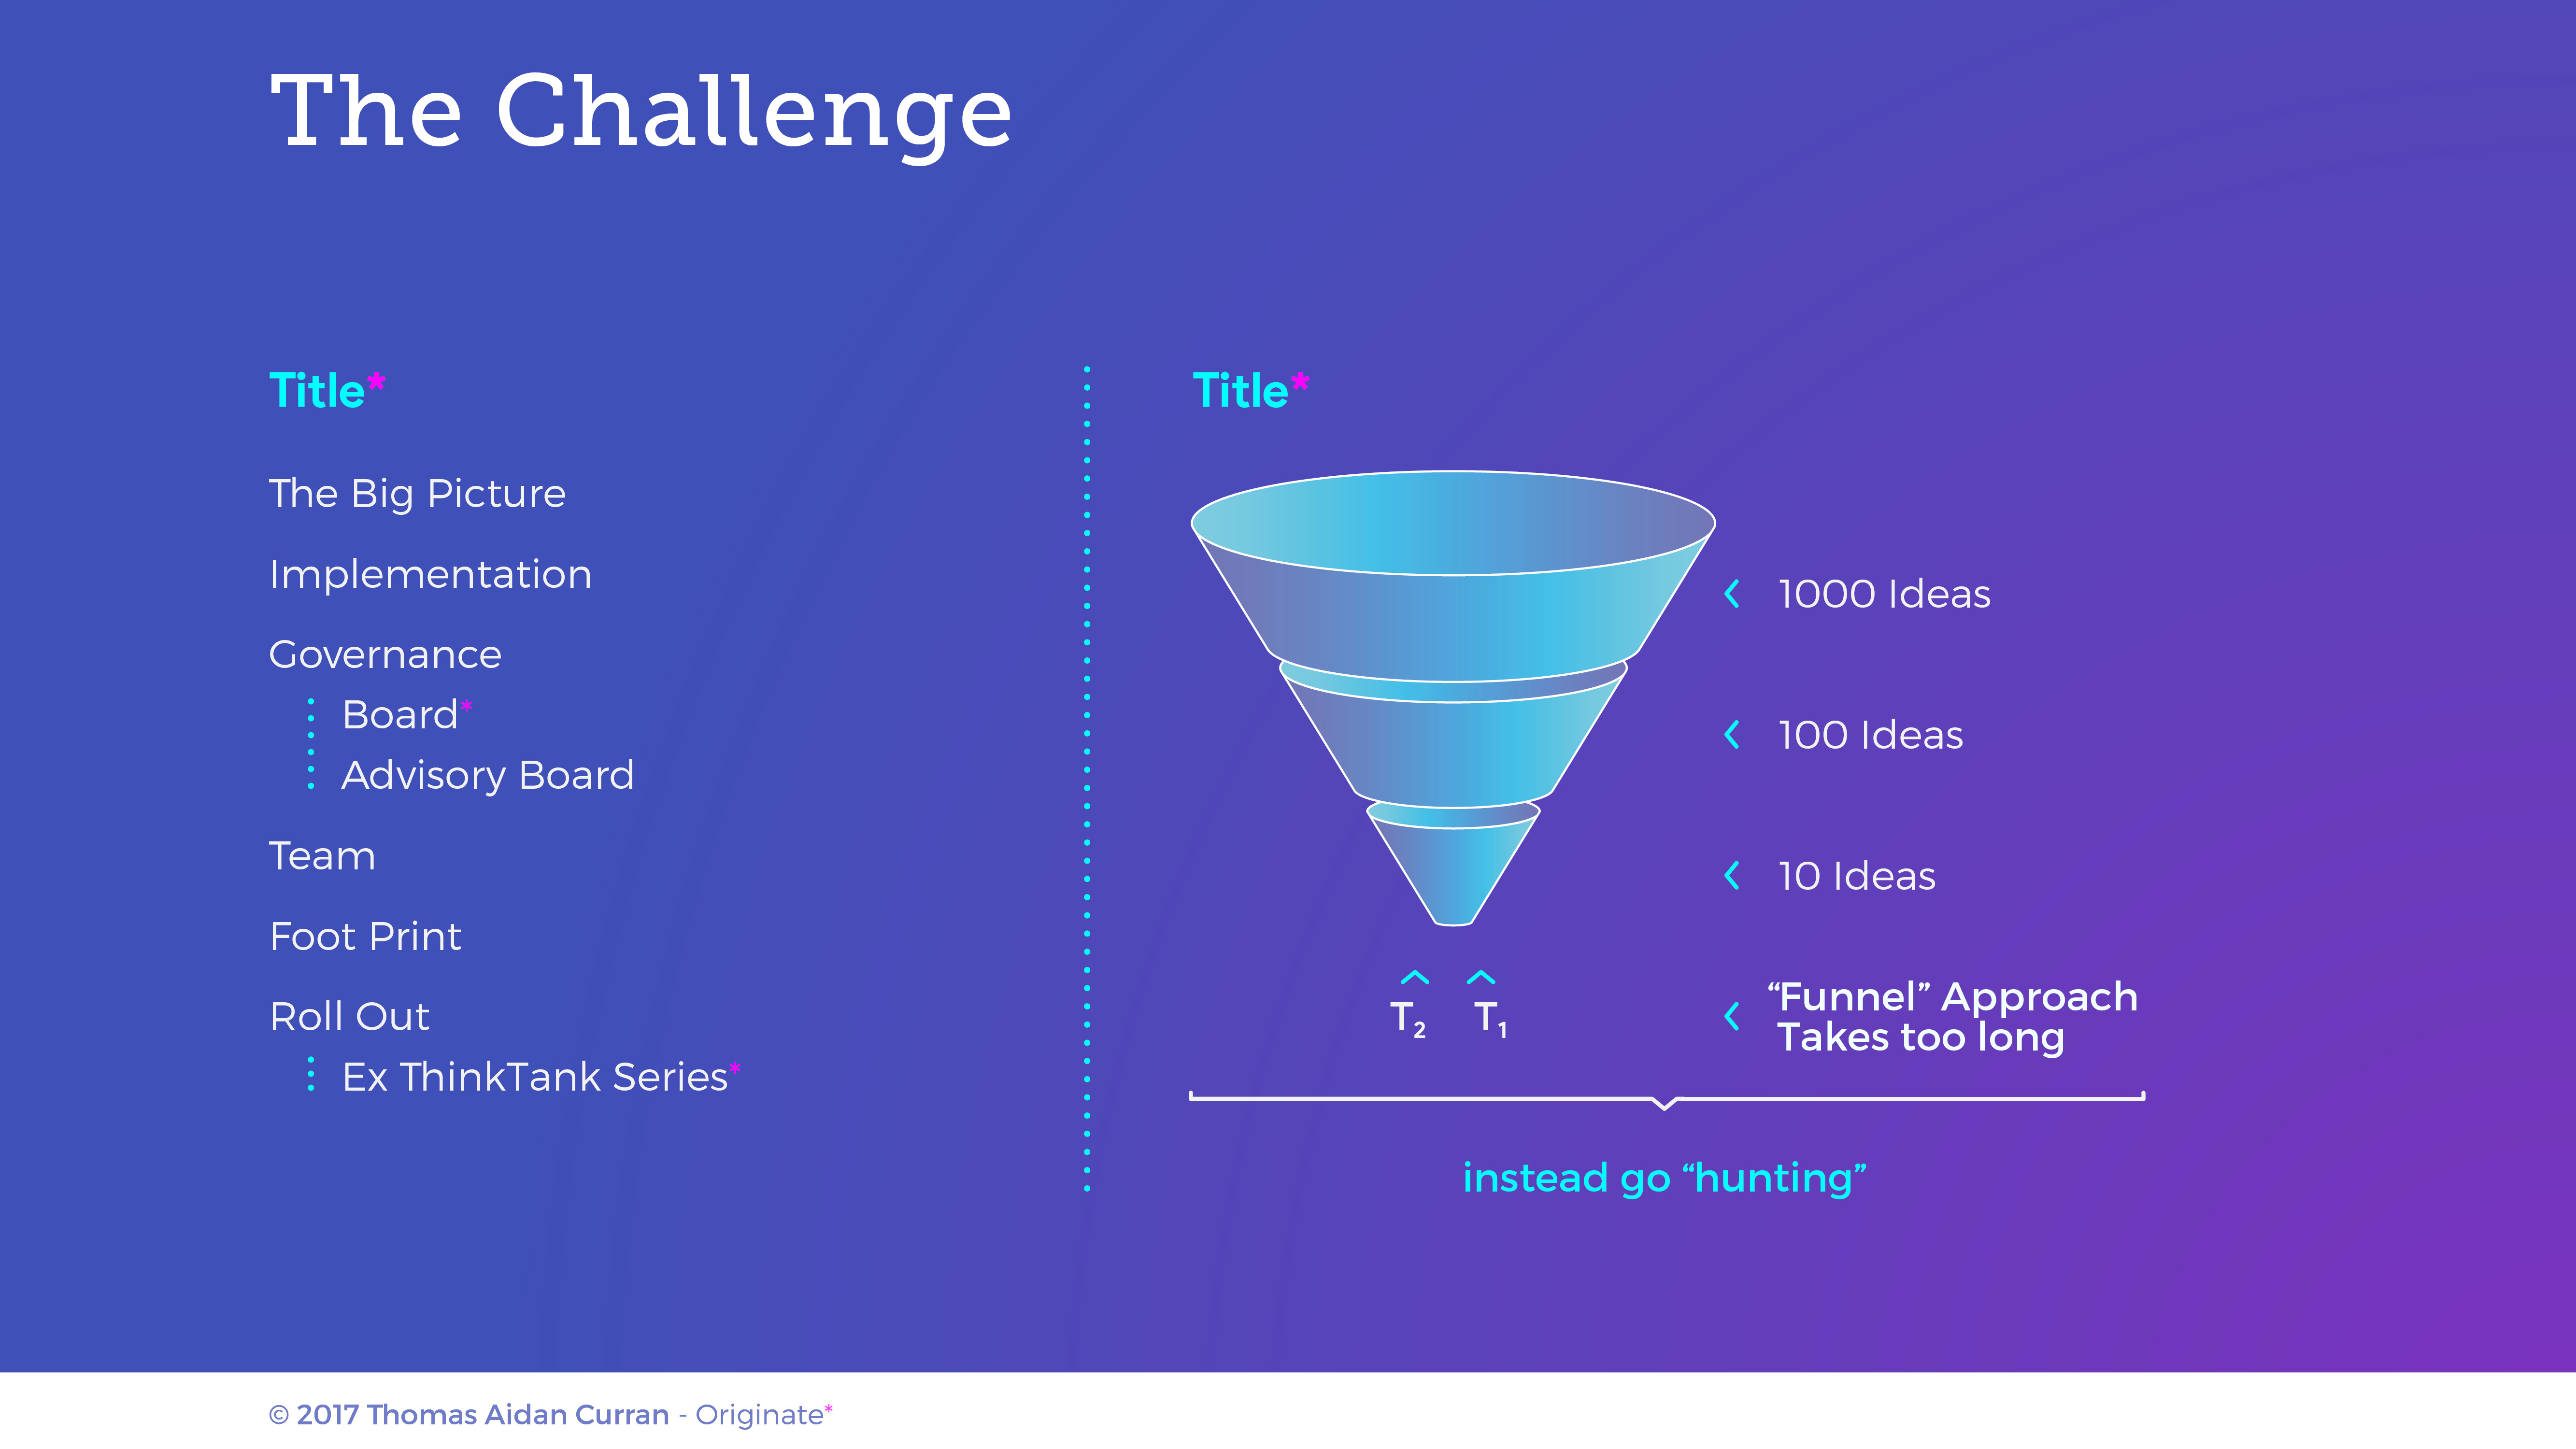 The Challenge
Title*
The Big Picture
Implementation
Governance
Board*
Advisory Board
Team
Foot Print
Roll Out
Ex ThinkTank Series*
Title*
1000 Ideas
100 Ideas
10 Ideas
T2 T1
“Funnel” Approach
Takes too long
instead go “hunting”
© 2017 Thomas Aidan Curran - Originate*